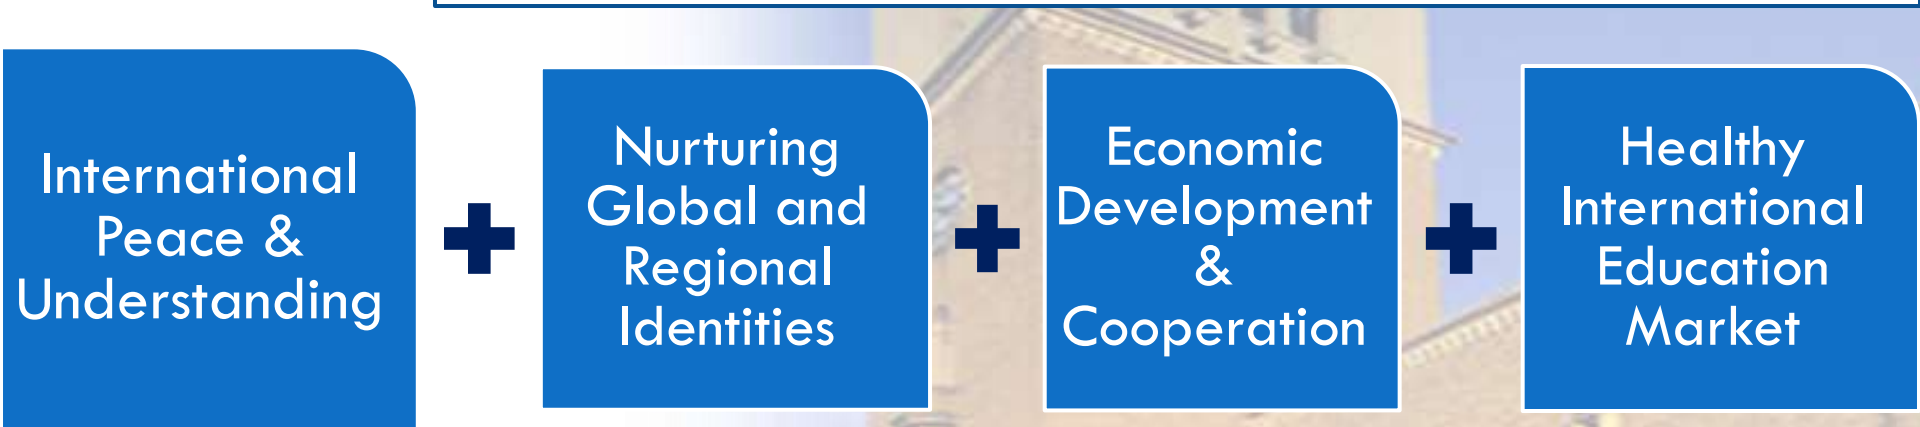 International
Peace &
Understanding
Nurturing
Global and
Regional
Identities
Economic
Development
&
Cooperation
Healthy
International
Education
Market